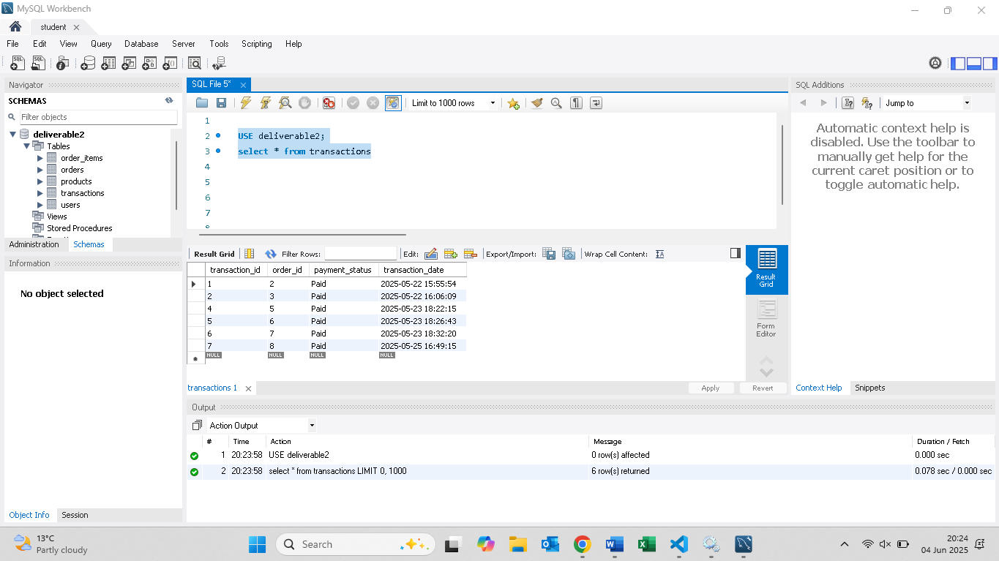 MySQL Workbench
student
File Edit View Query Database Server Tools Scripting Help
Navigator
SCHEMAS
Filter objects
deliverable2
Tables
order_items
orders
products
transactions
users
Views
Stored Procedures
Administration Schemas
Information
No object selected
Object Info Session
SQL File 5*
Limit to 1000 rows
1
2 USE deliverable2;
3 select * from transactions
4
5
6
7
Result Grid Filter Rows: Edit: Export/Import: Wrap Cell Content:
transaction_id order_id payment_status transaction_date
1 2 Paid 2025-05-22 15:55:54
2 3 Paid 2025-05-22 16:06:09
4 5 Paid 2025-05-23 18:22:15
5 6 Paid 2025-05-23 18:26:43
6 7 Paid 2025-05-23 18:32:20
7 8 Paid 2025-05-25 16:49:15
NULL NULL NULL NULL
Result
Grid
Form
Editor
transactions 1 Apply Revert
Output
Action Output
# Time Action Message Duration / Fetch
1 20:23:58 USE deliverable2 0 row(s) affected 0.000 sec
2 20:23:58 select * from transactions LIMIT 0, 1000 6 row(s) returned 0.078 sec / 0.000 sec
SQL Additions
Jump to
Automatic context help is
disabled. Use the toolbar to
manually get help for the
current caret position or to
toggle automatic help.
Context Help Snippets
13°C
Partly cloudy
Search
20:24
04 Jun 2025